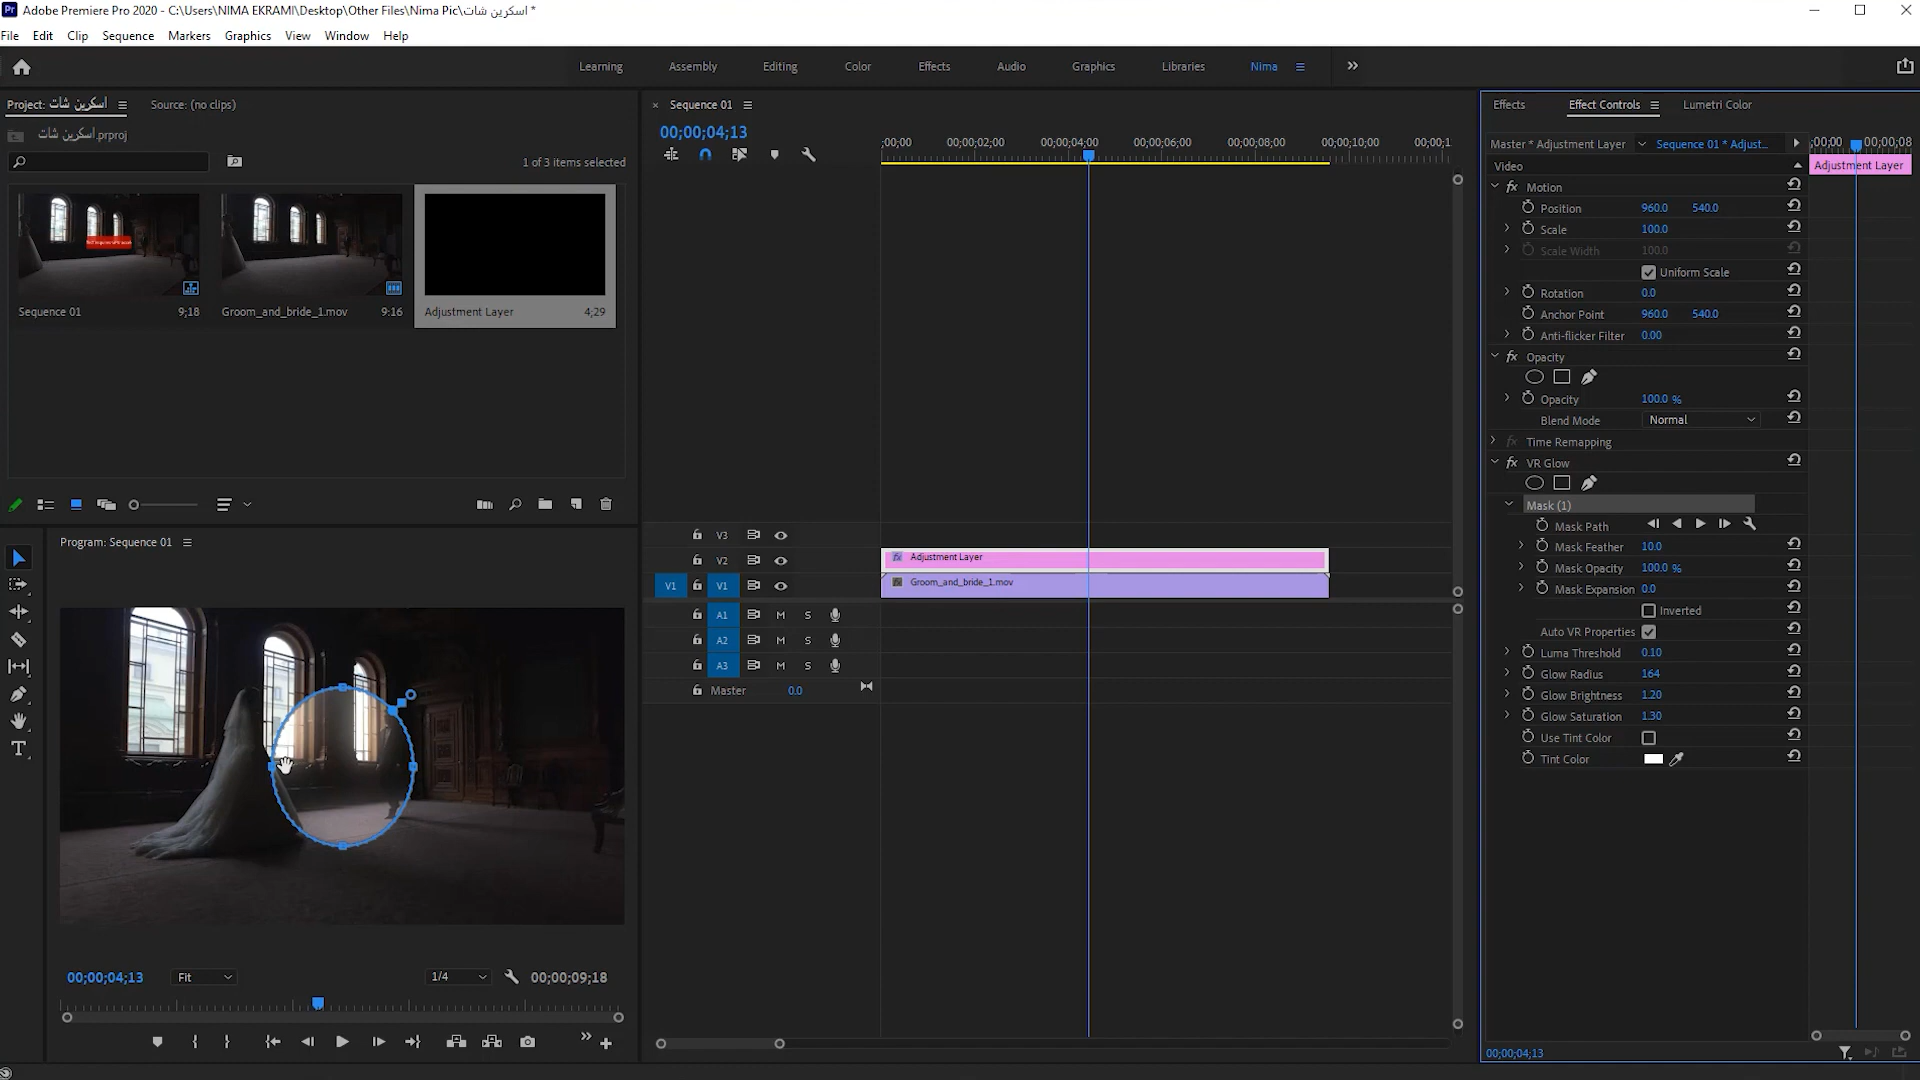 Pr Adobe Premiere Pro 2020 - C:\Users\NIMA EKRAMI\Desktop\Other Files\Nima Pic\اسکرین شات *
File Edit Clip Sequence Markers Graphics View Window Help
Learning Assembly Editing Color Effects Audio Graphics Libraries Nima
Project: اسکرین شات
Source: (no clips)
اسکرین شات.prproj
1 of 3 items selected
Sequence 01 9;18
Groom_and_bride_1.mov 9:16
Adjustment Layer 4;29
Program: Sequence 01
00;00;04;13 Fit 1/4 00;00;09;18
T
Sequence 01
00;00;04;13
;00;00 00;00;02;00 00;00;04;00 00;00;06;00 00;00;08;00 00;00;10;00 00;00;1
V3
V2 Adjustment Layer
V1 V1 Groom_and_bride_1.mov
A1 M S
A2 M S
A3 M S
Master 0.0
Effects Effect Controls Lumetri Color
Master * Adjustment Layer Sequence 01 * Adjust... ;00;00 00;00;08
Video Adjustment Layer
fx Motion
Position 960.0 540.0
Scale 100.0
Scale Width 100.0
Uniform Scale
Rotation 0.0
Anchor Point 960.0 540.0
Anti-flicker Filter 0.00
fx Opacity
Opacity 100.0 %
Blend Mode Normal
fx Time Remapping
fx VR Glow
Mask (1)
Mask Path
Mask Feather 10.0
Mask Opacity 100.0 %
Mask Expansion 0.0
Inverted
Auto VR Properties
Luma Threshold 0.10
Glow Radius 164
Glow Brightness 1.20
Glow Saturation 1.30
Use Tint Color
Tint Color
00;00;04;13